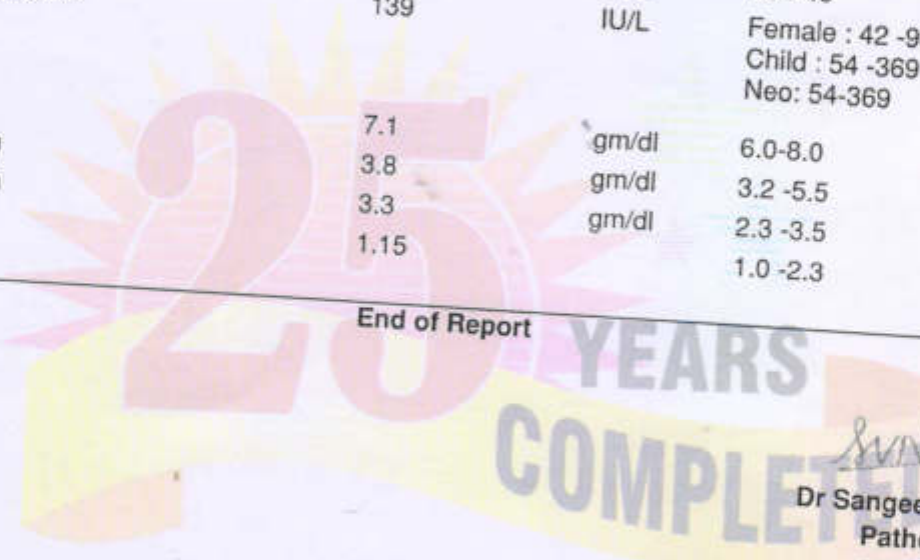 139 IU/L
Female : 42 -9
Child : 54 -369
Neo: 54-369
7.1 gm/dl 6.0-8.0
3.8 gm/dl 3.2 -5.5
3.3 gm/dl 2.3 -3.5
1.15 1.0 -2.3
End of Report
25 YEARS
COMPLETED
Dr Sangee
Path